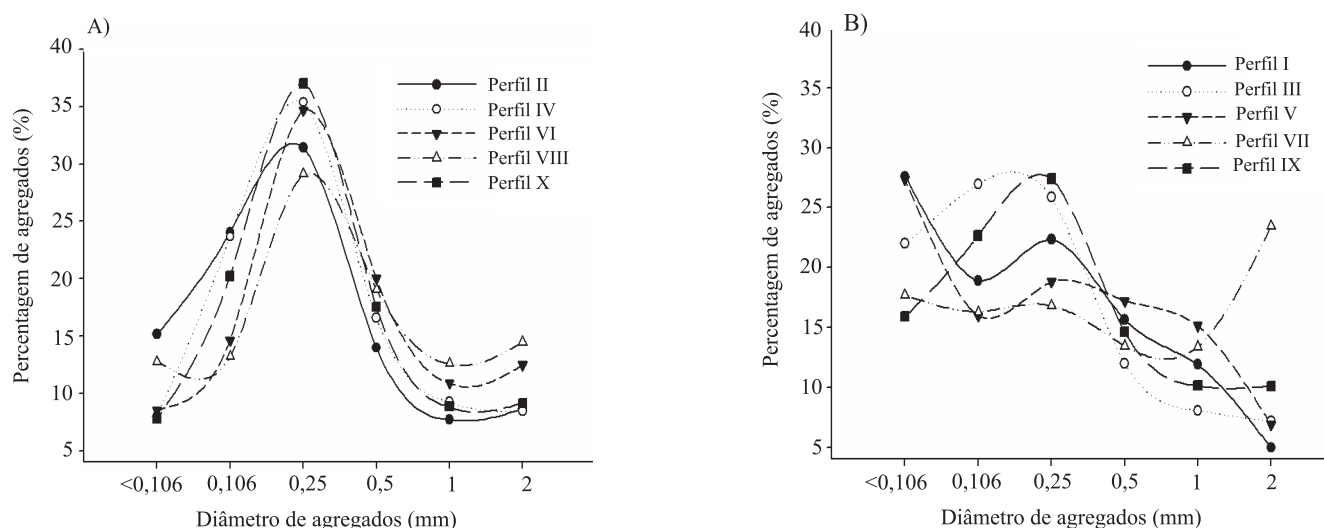 A)
Percentagem de agregados (%)
40
35
30
25
20
15
10
5
Perfil II
Perfil IV
Perfil VI
Perfil VIII
Perfil X
<0,106 0,106 0,25 0,5 1 2
Diâmetro de agregados (mm)
B)
Percentagem de agregados (%)
40
35
30
25
20
15
10
5
Perfil I
Perfil III
Perfil V
Perfil VII
Perfil IX
<0,106 0,106 0,25 0,5 1 2
Diâmetro de agregados (mm)